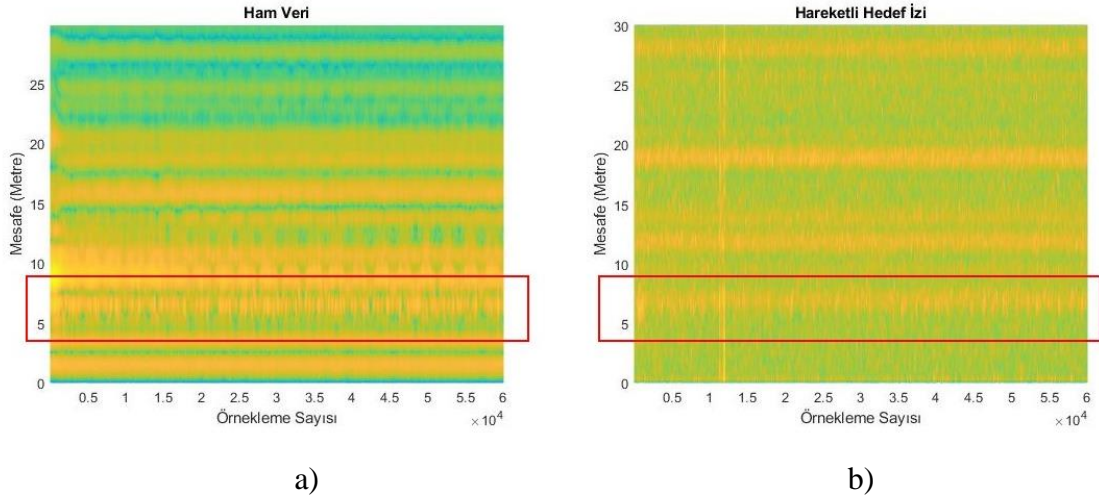 Ham Veri
Mesafe (Metre)
25
20
15
10
5
0
0.5 1 1.5 2 2.5 3 3.5 4 4.5 5 5.5 6
Örnekleme Sayısı
×10⁴
a)
Hareketli Hedef İzi
Mesafe (Metre)
30
25
20
15
10
5
0
0.5 1 1.5 2 2.5 3 3.5 4 4.5 5 5.5 6
Örnekleme Sayısı
×10⁴
b)